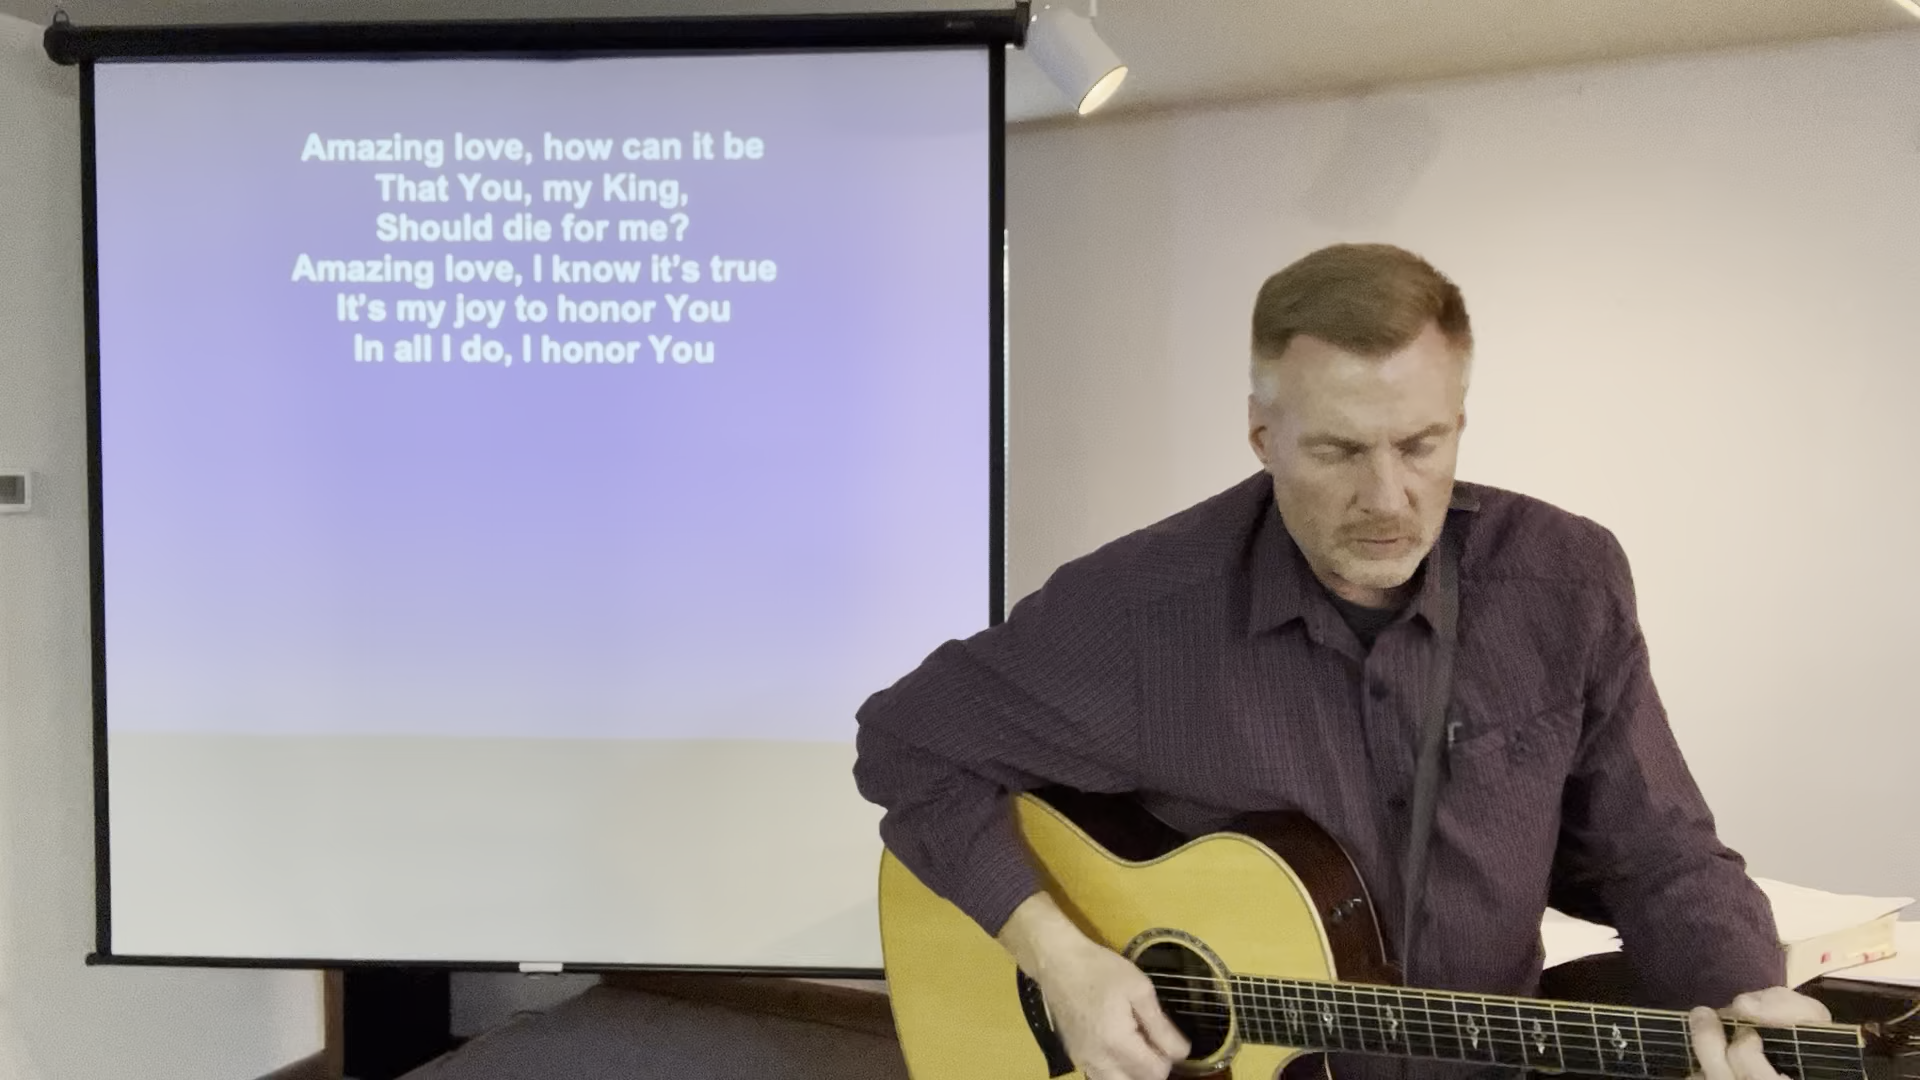 Amazing love, how can it be
That You, my King,
Should die for me?
Amazing love, I know it's true
It's my joy to honor You
In all I do, I honor You